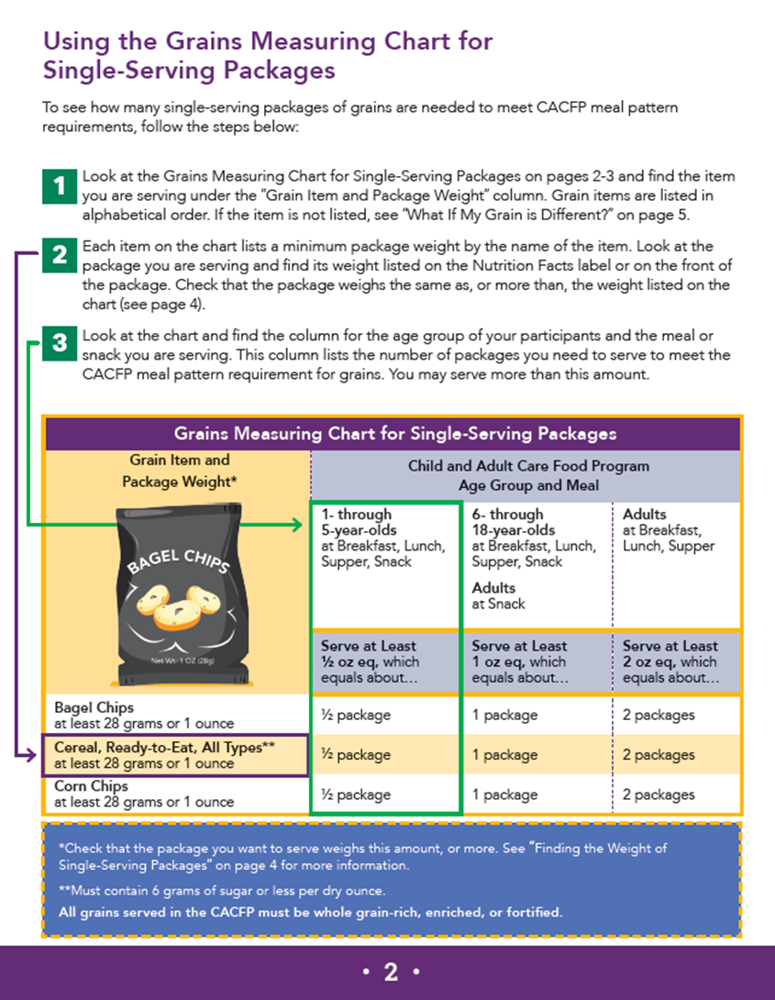 Using the Grains Measuring Chart for
Single-Serving Packages
To see how many single-serving packages of grains are needed to meet CACFP meal pattern
requirements, follow the steps below:
1
Look at the Grains Measuring Chart for Single-Serving Packages on pages 2-3 and find the item
you are serving under the "Grain Item and Package Weight" column. Grain items are listed in
alphabetical order. If the item is not listed, see "What If My Grain is Different?" on page 5.
2
Each item on the chart lists a minimum package weight by the name of the item. Look at the
package you are serving and find its weight listed on the Nutrition Facts label or on the front of
the package. Check that the package weighs the same as, or more than, the weight listed on the
chart (see page 4).
3
Look at the chart and find the column for the age group of your participants and the meal or
snack you are serving. This column lists the number of packages you need to serve to meet the
CACFP meal pattern requirement for grains. You may serve more than this amount.
Grains Measuring Chart for Single-Serving Packages
Grain Item and
Package Weight*
BAGEL CHIPS
Net Wt: 1 OZ (28g)
Child and Adult Care Food Program
Age Group and Meal
1- through
5-year-olds
at Breakfast, Lunch,
Supper, Snack
6- through
18-year-olds
at Breakfast, Lunch,
Supper, Snack
Adults
at Snack
Adults
at Breakfast,
Lunch, Supper
Serve at Least
½ oz eq, which
equals about...
Serve at Least
1 oz eq, which
equals about...
Serve at Least
2 oz eq, which
equals about...
Bagel Chips
at least 28 grams or 1 ounce
½ package
1 package
2 packages
Cereal, Ready-to-Eat, All Types**
at least 28 grams or 1 ounce
½ package
1 package
2 packages
Corn Chips
at least 28 grams or 1 ounce
½ package
1 package
2 packages
*Check that the package you want to serve weighs this amount, or more. See "Finding the Weight of
Single-Serving Packages" on page 4 for more information.
**Must contain 6 grams of sugar or less per dry ounce.
All grains served in the CACFP must be whole grain-rich, enriched, or fortified.
• 2 •